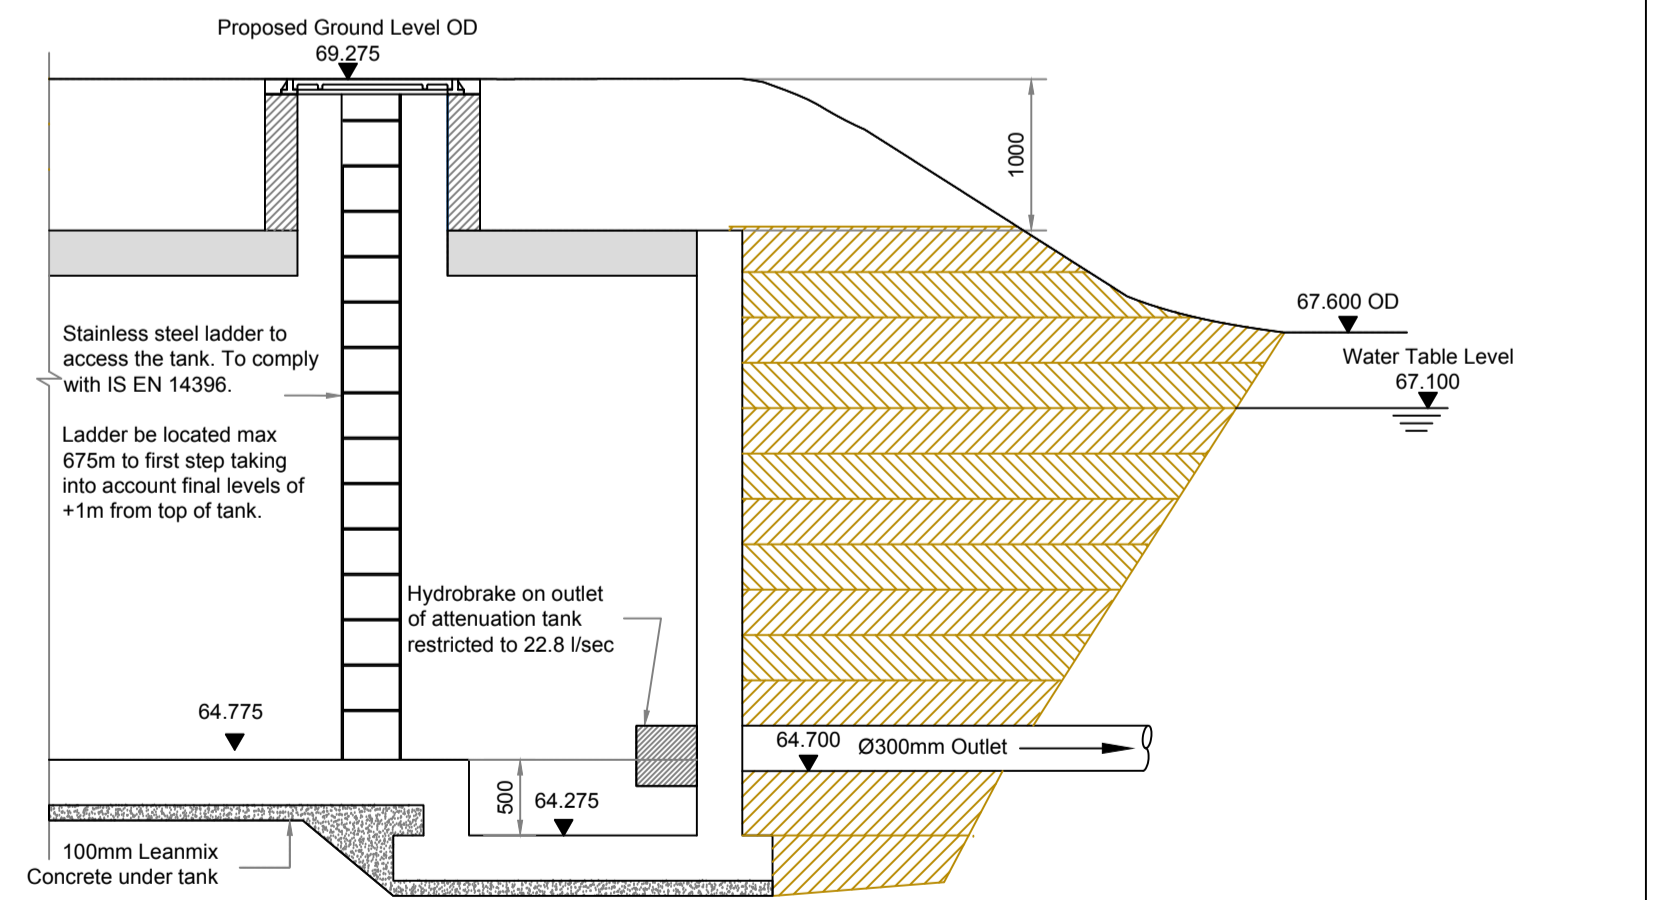 Proposed Ground Level OD
69.275
1000
67.600 OD
Water Table Level
67.100
Stainless steel ladder to
access the tank. To comply
with IS EN 14396.
Ladder be located max
675m to first step taking
into account final levels of
+1m from top of tank.
Hydrobrake on outlet
of attenuation tank
restricted to 22.8 l/sec
64.775
64.700
Ø300mm Outlet
500
64.275
100mm Leanmix
Concrete under tank